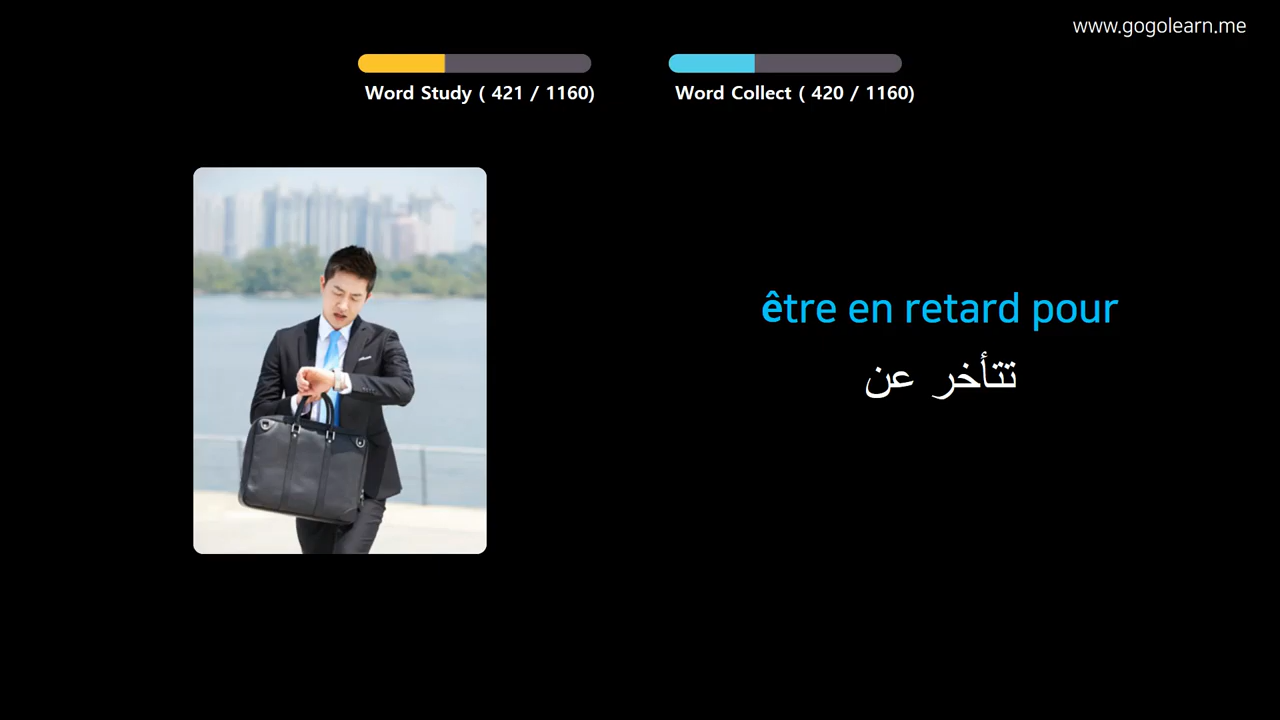 www.gogolearn.me
Word Study ( 421 / 1160)
Word Collect ( 420 / 1160)
être en retard pour
تتأخر عن